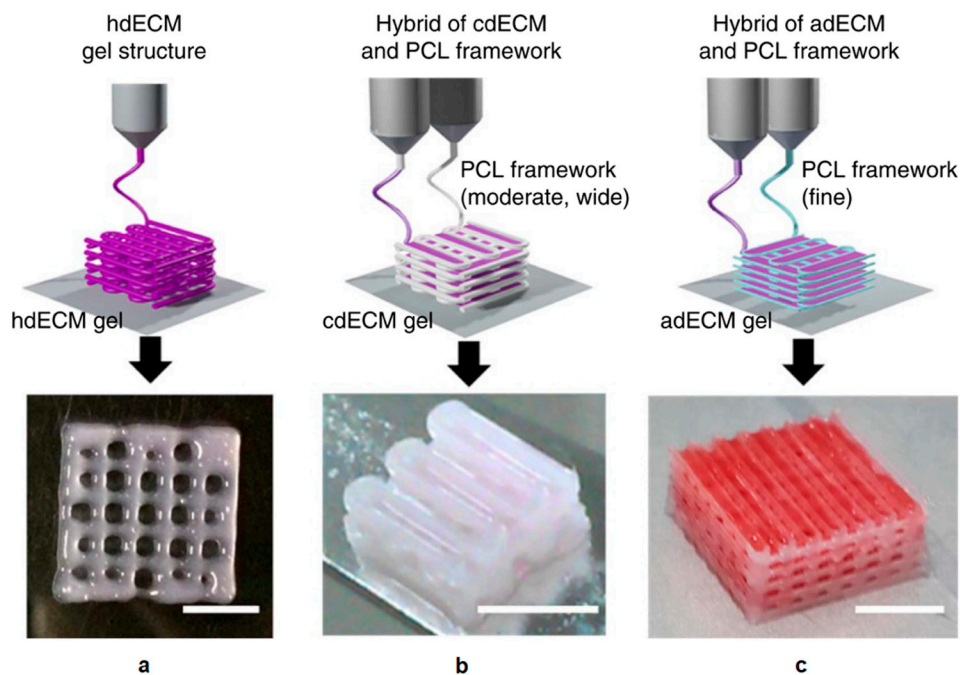 hdECM
gel structure
Hybrid of cdECM
and PCL framework
Hybrid of adECM
and PCL framework
PCL framework
(moderate, wide)
PCL framework
(fine)
hdECM gel
cdECM gel
adECM gel
a
b
c